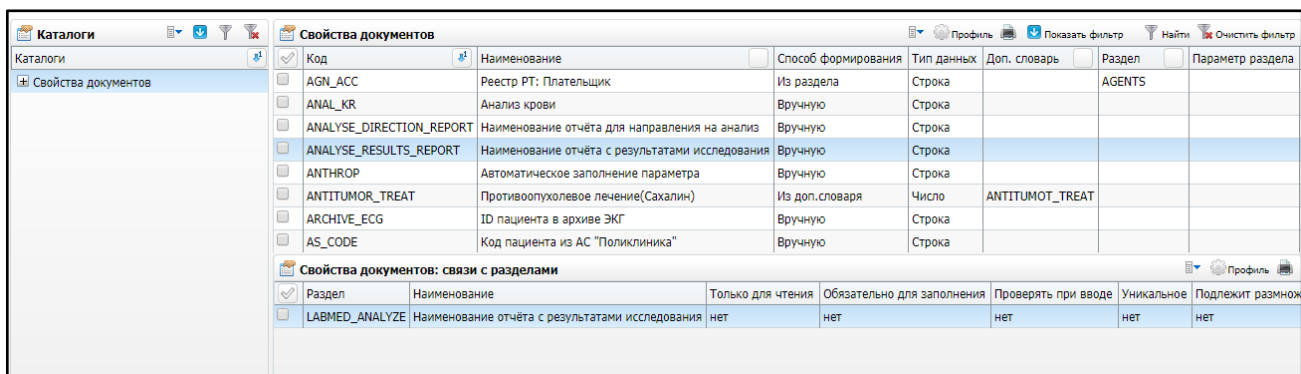 Каталоги
Каталоги
Свойства документов
Свойства документов Профиль Показать фильтр Найти Очистить фильтр
Код Наименование Способ формирования Тип данных Доп. словарь Раздел Параметр раздела
AGN_ACC Реестр РТ: Плательщик Из раздела Строка AGENTS
ANAL_KR Анализ крови Вручную Строка
ANALYSE_DIRECTION_REPORT Наименование отчёта для направления на анализ Вручную Строка
ANALYSE_RESULTS_REPORT Наименование отчёта с результатами исследования Вручную Строка
ANTHROP Автоматическое заполнение параметра Вручную Строка
ANTITUMOR_TREAT Противоопухолевое лечение(Сахалин) Из доп.словаря Число ANTITUMOT_TREAT
ARCHIVE_ECG ID пациента в архиве ЭКГ Вручную Строка
AS_CODE Код пациента из АС "Поликлиника" Вручную Строка
Свойства документов: связи с разделами Профиль
Раздел Наименование Только для чтения Обязательно для заполнения Проверять при вводе Уникальное Подлежит размнож
LABMED_ANALYZE Наименование отчёта с результатами исследования нет нет нет нет нет